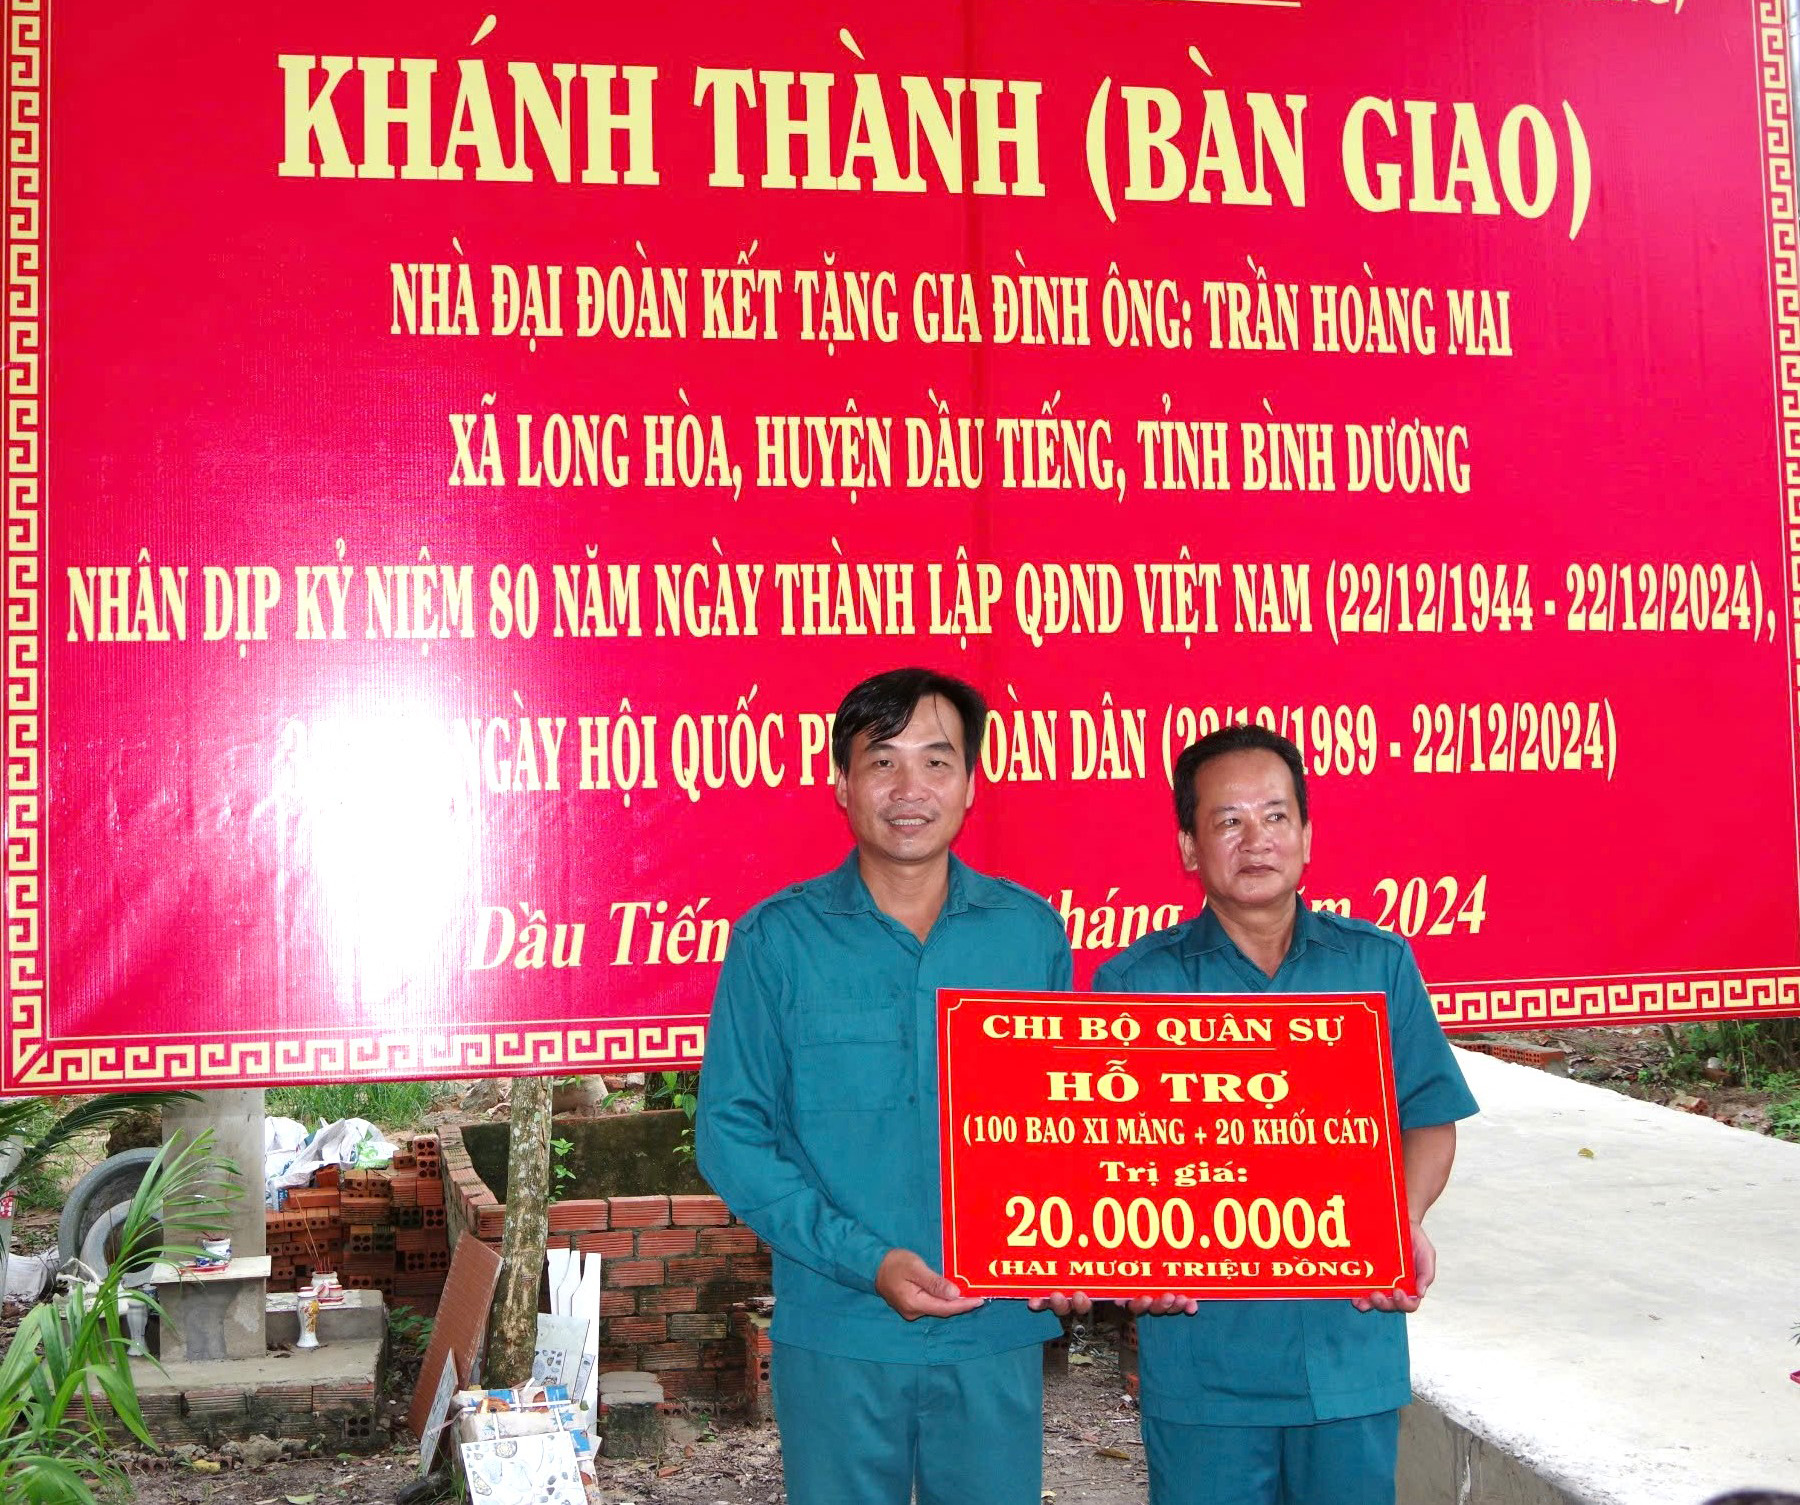 KHÁNH THÀNH (BÀN GIAO)
NHÀ ĐẠI ĐOÀN KẾT TẶNG GIA ĐÌNH ÔNG: TRẦN HOÀNG MAI
XÃ LONG HÒA, HUYỆN DẦU TIẾNG, TỈNH BÌNH DƯƠNG
NHÂN DỊP KỶ NIỆM 80 NĂM NGÀY THÀNH LẬP QĐND VIỆT NAM (22/12/1944 - 22/12/2024),
NGÀY HỘI QUỐC DÂN (22/12/1989 - 22/12/2024)
Dầu 2024
CHI BỘ QUÂN SỰ
HỖ TRỢ
(100 BAO XI MĂNG + 20 KHỐI CÁT)
Trị giá:
20.000.000đ
(HAI MƯƠI TRIỆU ĐỒNG)